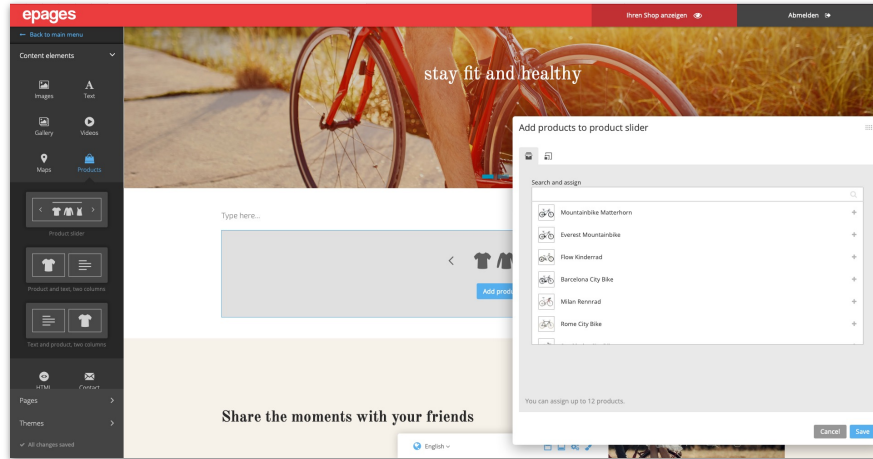 epages
Ihren Shop anzeigen
Abmelden
← Back to main menu
Content elements
Images
Text
Gallery
Videos
Maps
Products
Product slider
Product and text, two columns
Text and product, two columns
HTML
Contact
Pages
Themes
All changes saved
stay fit and healthy
Type here...
Add produ
Share the moments with your friends
English
Add products to product slider
Search and assign
Mountainbike Matterhorn
Everest Mountainbike
Flow Kinderrad
Barcelona City Bike
Milan Rennrad
Rome City Bike
You can assign up to 12 products.
Cancel
Save